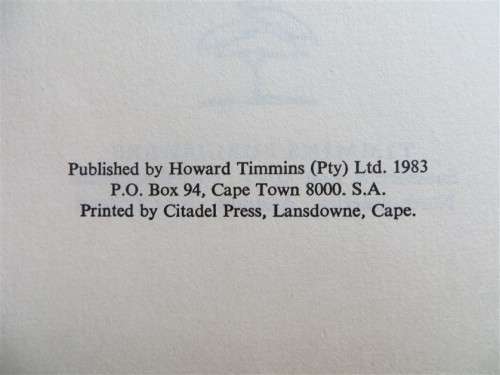 Published by Howard Timmins (Pty) Ltd. 1983
P.O. Box 94, Cape Town 8000. S.A.
Printed by Citadel Press, Lansdowne, Cape.